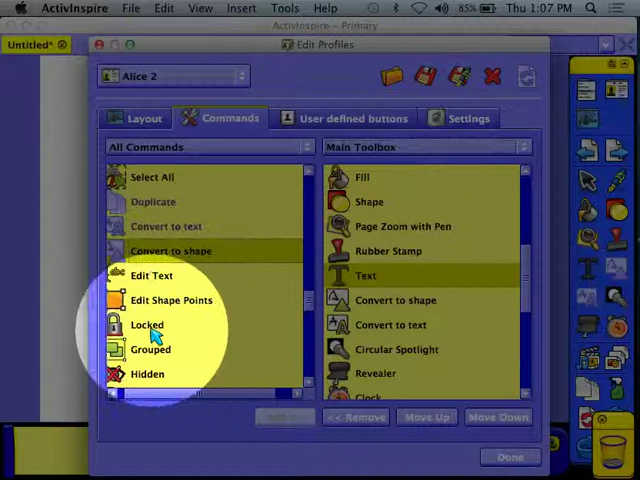 ActivInspire File Edit View Insert Tools Help 85% Thu 1:07 PM
ActivInspire - Primary
Untitled*
Edit Profiles
Alice 2
Layout Commands User defined buttons Settings
All Commands Main Toolbox
Select All Fill
Duplicate Shape
Convert to text Page Zoom with Pen
Convert to shape Rubber Stamp
Edit Text Text
abc
Edit Shape Points Convert to shape
Locked Convert to text
Grouped Circular Spotlight
Hidden Revealer
Clock
<< Remove Move Up Move Down
Done